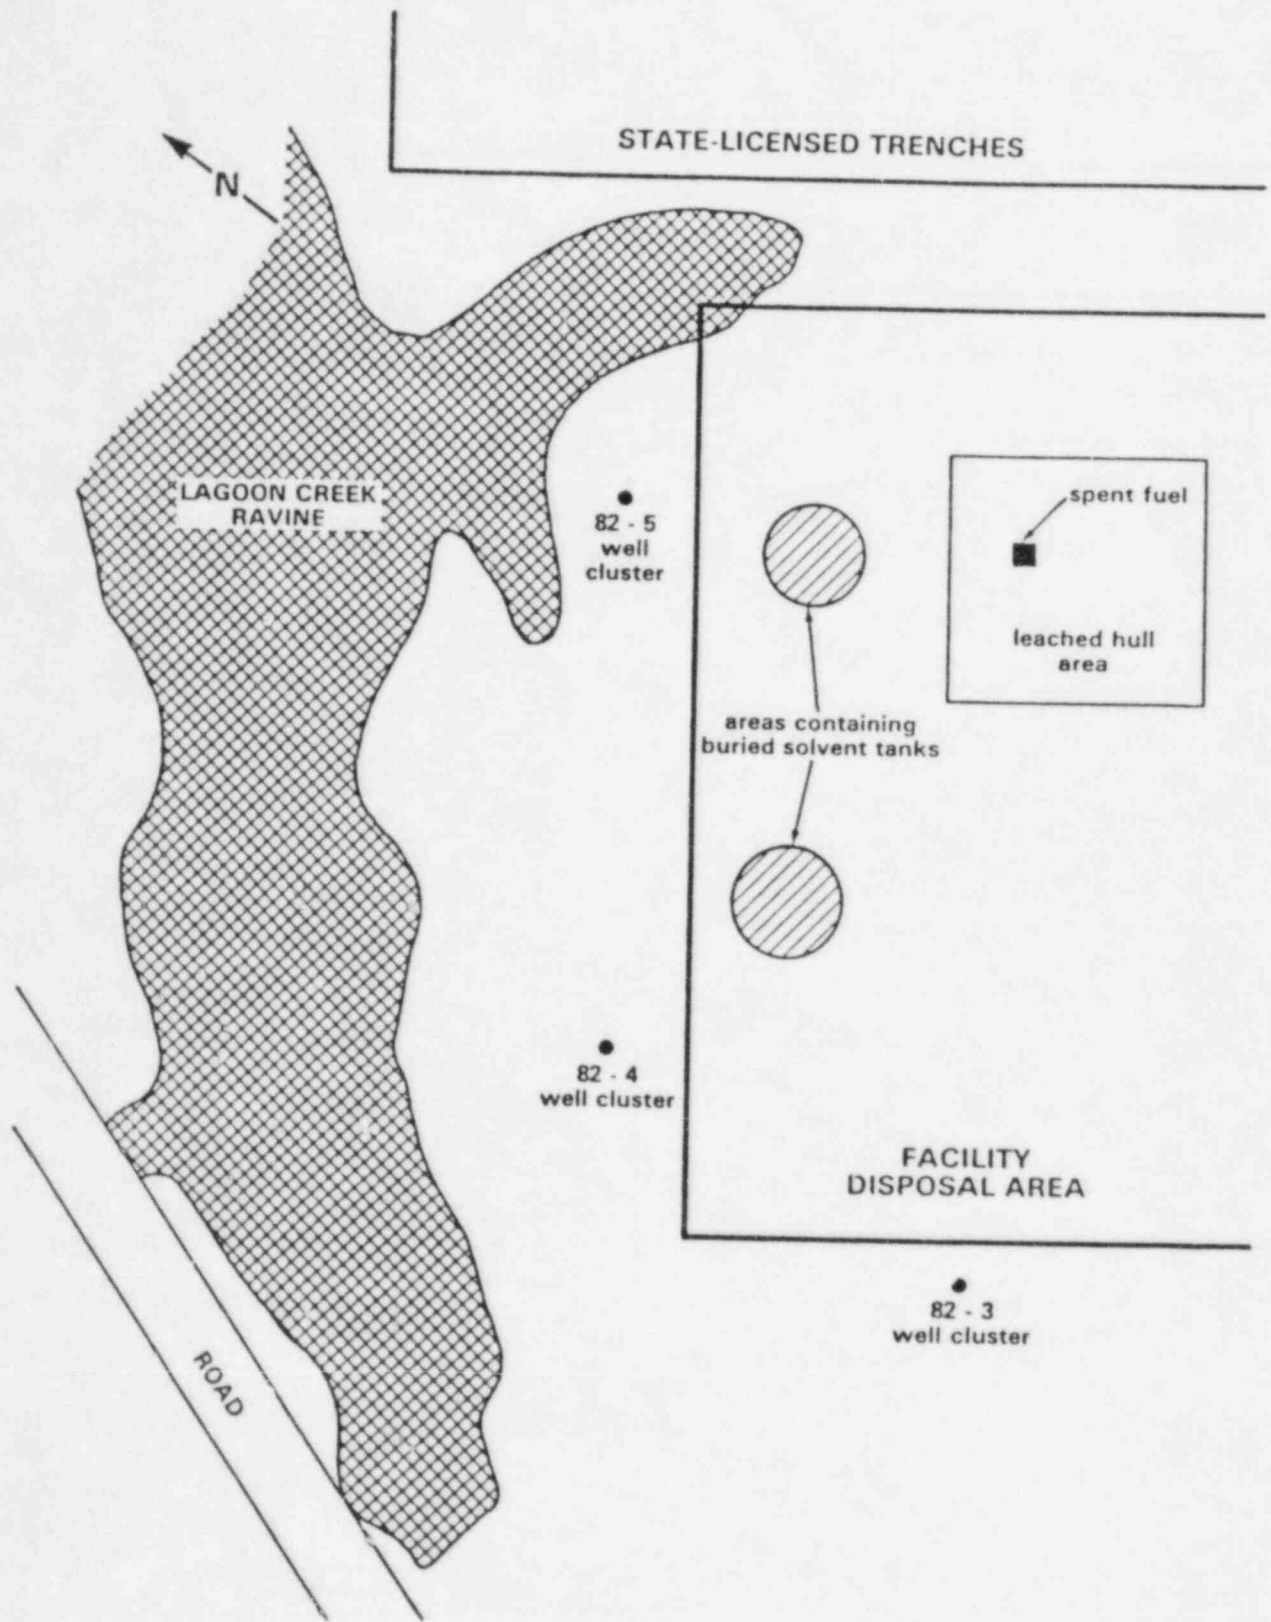 STATE-LICENSED TRENCHES
N
LAGOON CREEK
RAVINE
82 - 5
well
cluster
spent fuel
leached hull
area
areas containing
buried solvent tanks
82 - 4
well cluster
FACILITY
DISPOSAL AREA
82 - 3
well cluster
ROAD